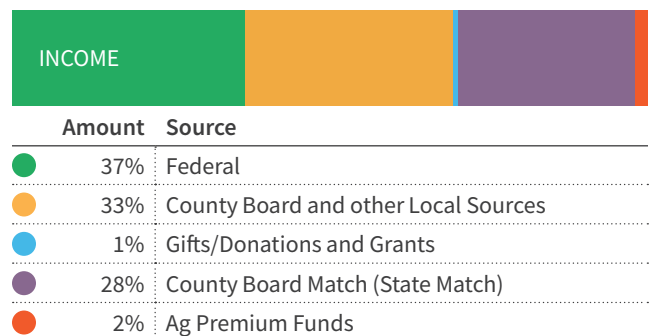 INCOME
Amount Source
37% Federal
33% County Board and other Local Sources
1% Gifts/Donations and Grants
28% County Board Match (State Match)
2% Ag Premium Funds